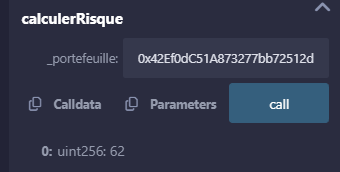 calculerRisque
_portefeuille: 0x42Ef0dC51A873277bb72512d
Calldata Parameters call
0: uint256: 62